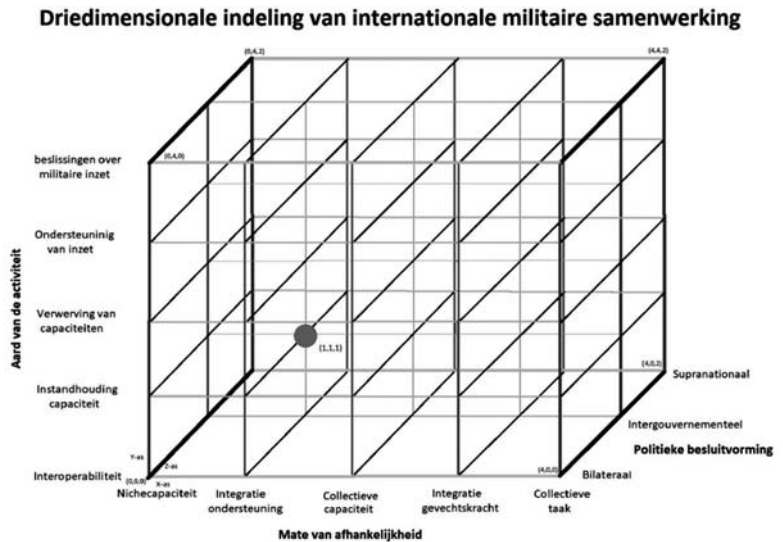 Driedimensionale indeling van internationale militaire samenwerking
(0,4,2)
(4,4,2)
(0,4,0)
beslissingen over
militaire inzet
Ondersteuninig
van inzet
Verwerving van
capaciteiten
Instandhouding
capaciteit
Interoperabiliteit
Aard van de activiteit
(1,1,1)
(4,0,2)
Supranationaal
Intergouvernementeel
Politieke besluitvorming
Bilateraal
(4,0,0)
Y-as
Z-as
(0,0,0)
X-as
Nichecapaciteit
Integratie
ondersteuning
Collectieve
capaciteit
Integratie
gevechtskracht
Collectieve
taak
Mate van afhankelijkheid